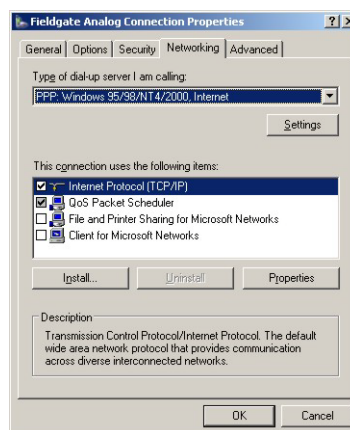 Fieldgate Analog Connection Properties
General Options Security Networking Advanced
Type of dial-up server I am calling:
PPP: Windows 95/98/NT4/2000, Internet
Settings
This connection uses the following items:
Internet Protocol (TCP/IP)
QoS Packet Scheduler
File and Printer Sharing for Microsoft Networks
Client for Microsoft Networks
Install... Uninstall Properties
Description
Transmission Control Protocol/Internet Protocol. The default
wide area network protocol that provides communication
across diverse interconnected networks.
OK Cancel